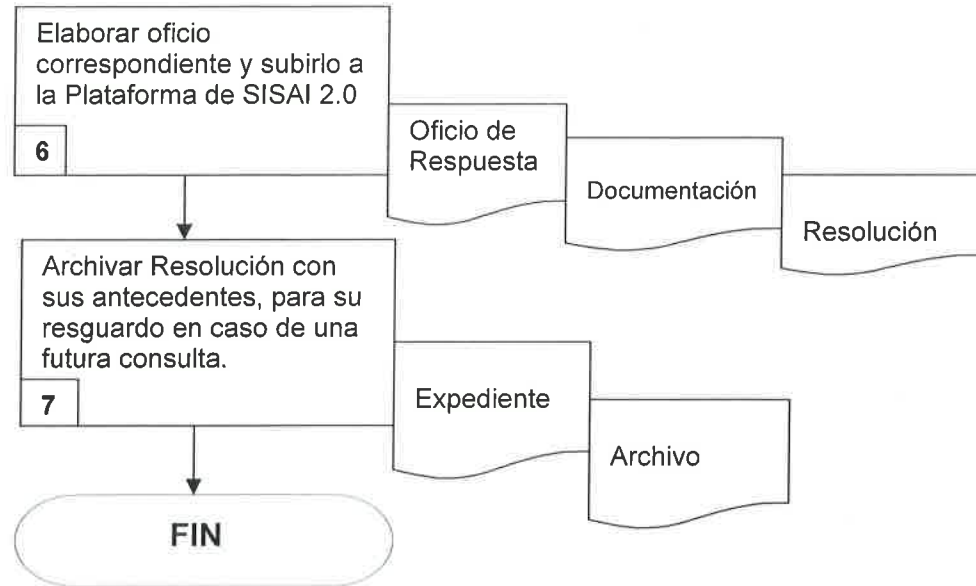 Elaborar oficio
correspondiente y subirlo a
la Plataforma de SISAI 2.0
6
Oficio de
Respuesta
Documentación
Resolución
Archivar Resolución con
sus antecedentes, para su
resguardo en caso de una
futura consulta.
7
Expediente
Archivo
FIN